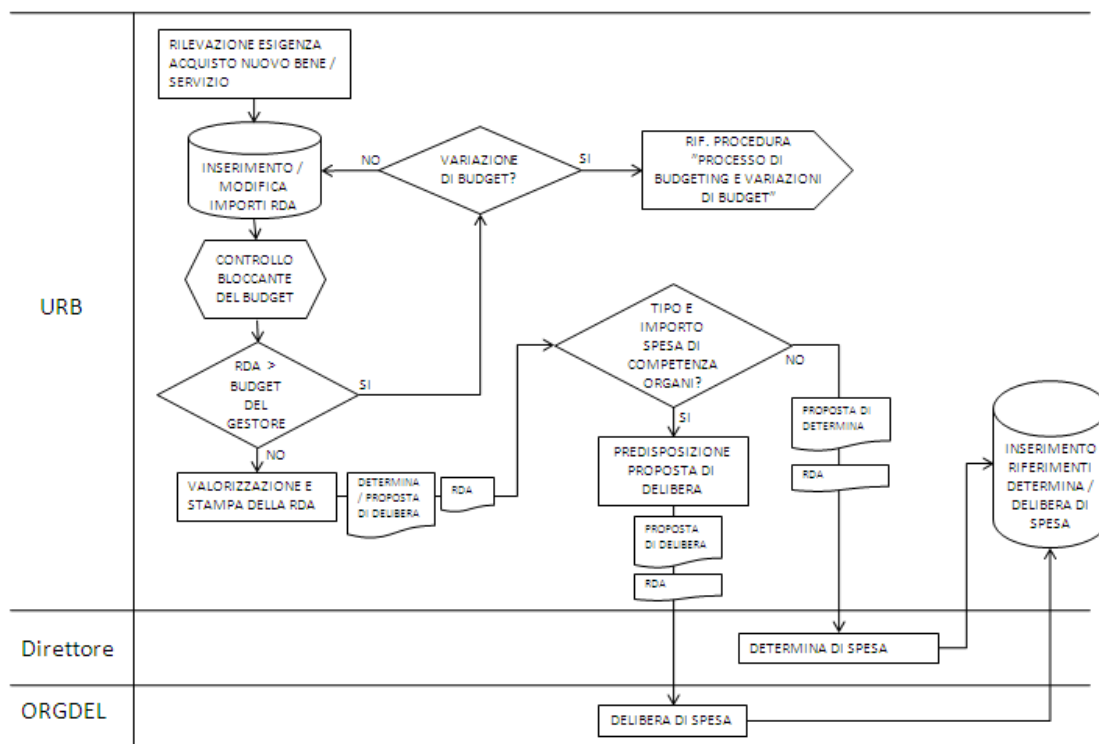 RILEVAZIONE ESIGENZA
ACQUISTO NUOVO BENE /
SERVIZIO
INSERIMENTO /
MODIFICA
IMPORTI RDA
NO
VARIAZIONE
DI BUDGET?
SI
RIF. PROCEDURA
"PROCESSO DI
BUDGETING E VARIAZIONI
DI BUDGET"
CONTROLLO
BLOCCANTE
DEL BUDGET
URB
RDA >
BUDGET
DEL
GESTORE
SI
NO
TIPO E
IMPORTO
SPESA DI
COMPETENZA
ORGANI?
NO
SI
VALORIZZAZIONE E
STAMPA DELLA RDA
DETERMINA
/ PROPOSTA
DI DELIBERA
RDA
PREDISPOSIZIONE
PROPOSTA DI
DELIBERA
PROPOSTA
DI DELIBERA
RDA
PROPOSTA DI
DETERMINA
RDA
INSERIMENTO
RIFERIMENTI
DETERMINA /
DELIBERA DI
SPESA
Direttore
DETERMINA DI SPESA
ORGDEL
DELIBERA DI SPESA